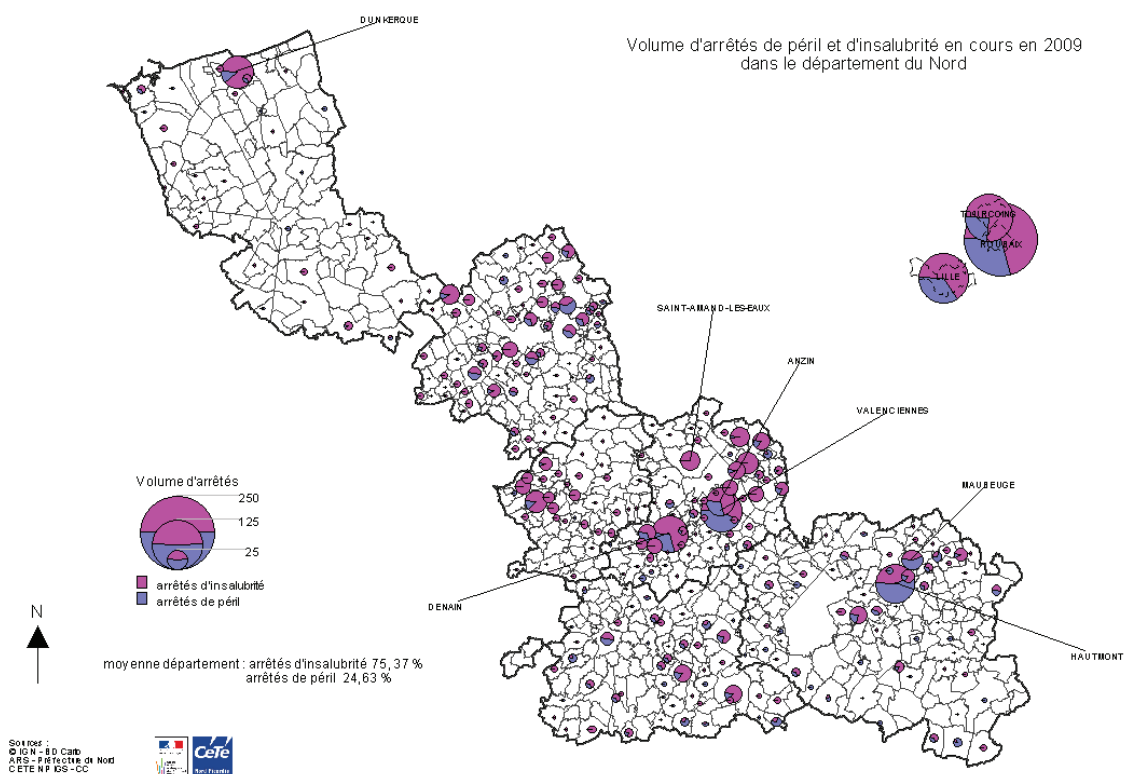 DUNKERQUE
Volume d'arrêtés de péril et d'insalubrité en cours en 2009
dans le département du Nord
TOURCOING
ROUBAIX
LILLE
SAINT-AMAND-LES-EAUX
ANZIN
VALENCIENNES
MAUBEUGE
Volume d'arrêtés
250
125
25
arrêtés d'insalubrité
arrêtés de péril
DENAIN
HAUTMONT
N
moyenne département : arrêtés d'insalubrité 75,37 %
arrêtés de péril 24,63 %
Sources :
© IGN - BD Carto
ARS - Préfecture du Nord
CETE NP IGS - CC
CeTe
Nord Picardie